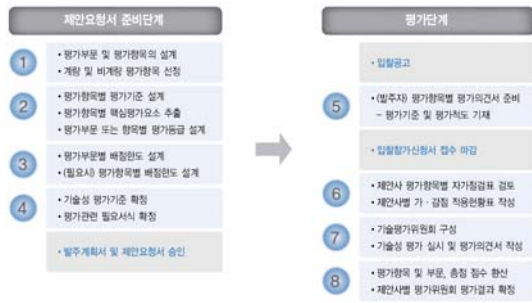 제안요청서 준비단계
1
• 평가부문 및 평가항목의 설계
• 계량 및 비계량 평가항목 선정
2
• 평가항목별 평가기준 설계
• 평가항목별 핵심평가요소 추출
• 평가부문 또는 항목별 평가등급 설계
3
• 평가부문별 배점한도 설계
• (필요시) 평가항목별 배점한도 설계
4
• 기술성 평가기준 확정
• 평가관련 필요서식 확정
• 발주계획서 및 제안요청서 승인
평가단계
• 입찰공고
5
• (발주자) 평가항목별 평가의견서 준비
- 평가기준 및 평가척도 기재
• 입찰참가신청서 접수 마감
6
• 제안사 평가항목별 자가점검표 검토
• 제안사별 가 · 감점 적용현황표 작성
7
• 기술평가위원회 구성
• 기술성 평가 실시 및 평가의견서 작성
8
• 평가항목 및 부문, 총점 점수 환산
• 제안사별 평가위원회 평가결과 확정